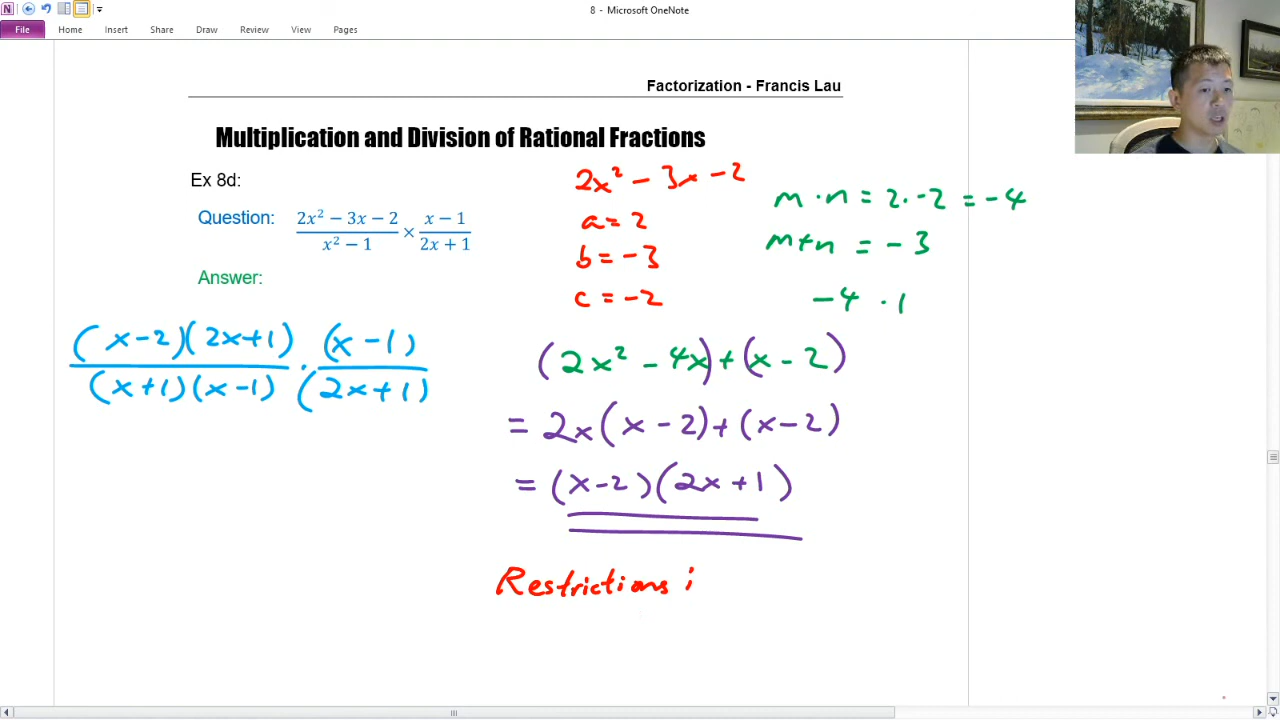 8 - Microsoft OneNote
File Home Insert Share Draw Review View Pages
Factorization - Francis Lau
Multiplication and Division of Rational Fractions
Ex 8d:
Question: (2x² − 3x − 2)/(x² − 1) × (x − 1)/(2x + 1)
Answer:
2x² − 3x − 2
a = 2
b = −3
c = −2
m · n = 2 · −2 = −4
m + n = −3
−4 · 1
(x−2)(2x+1)/(x+1)(x−1) · (x − 1)/(2x+1)
(2x² − 4x) + (x − 2)
= 2x(x − 2) + (x − 2)
= (x−2)(2x + 1)
Restrictions :